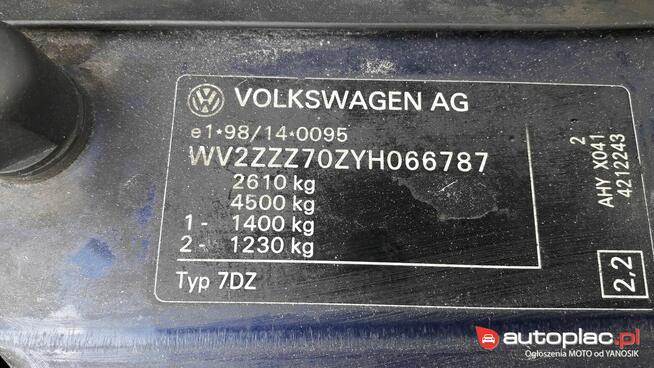 VOLKSWAGEN AG
e1*98/14*0095
WV2ZZZ70ZYH066787
2610 kg
4500 kg
1- 1400 kg
2- 1230 kg
Typ 7DZ
2
AHY X041
4212243
2,2
autoplac.pl
Ogłoszenia MOTO od YANOSIK